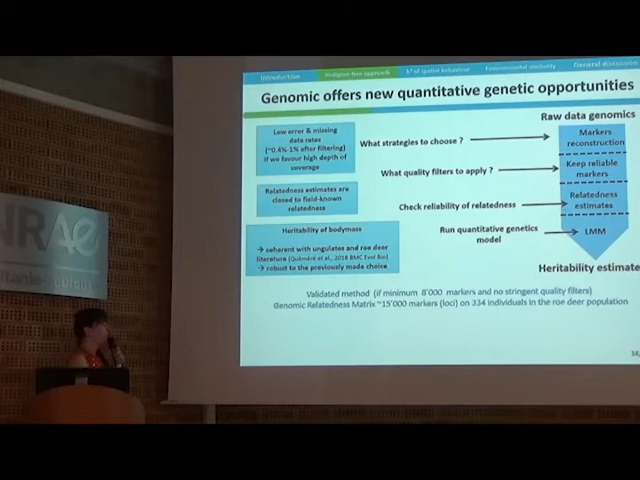 Introduction
Pedigree-free approach
h² of spatial behaviour
Environmental similarity
General discussion
Genomic offers new quantitative genetic opportunities
Raw data genomics
Low error & missing
data rates
(~0.4%-1% after filtering)
if we favour high depth of
coverage
What strategies to choose ?
Markers
reconstruction
What quality filters to apply ?
Keep reliable
markers
Relatedness estimates are
closed to field-known
relatedness
Check reliability of relatedness
Relatedness
estimates
Heritability of bodymass
→ coherent with ungulates and roe deer
literature (Quéméré et al., 2018 BMC Evol Bio)
→ robust to the previously made choice
Run quantitative genetics
model
LMM
Heritability estimate
Validated method (if minimum 8'000 markers and no stringent quality filters)
Genomic Relatedness Matrix ~15'000 markers (loci) on 334 individuals in the roe deer population
NRAe